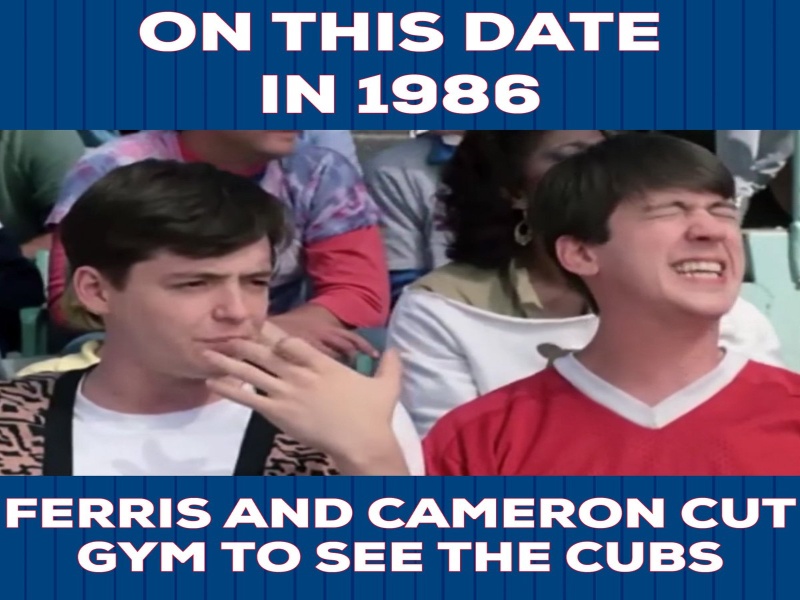 ON THIS DATE
IN 1986
FERRIS AND CAMERON CUT
GYM TO SEE THE CUBS